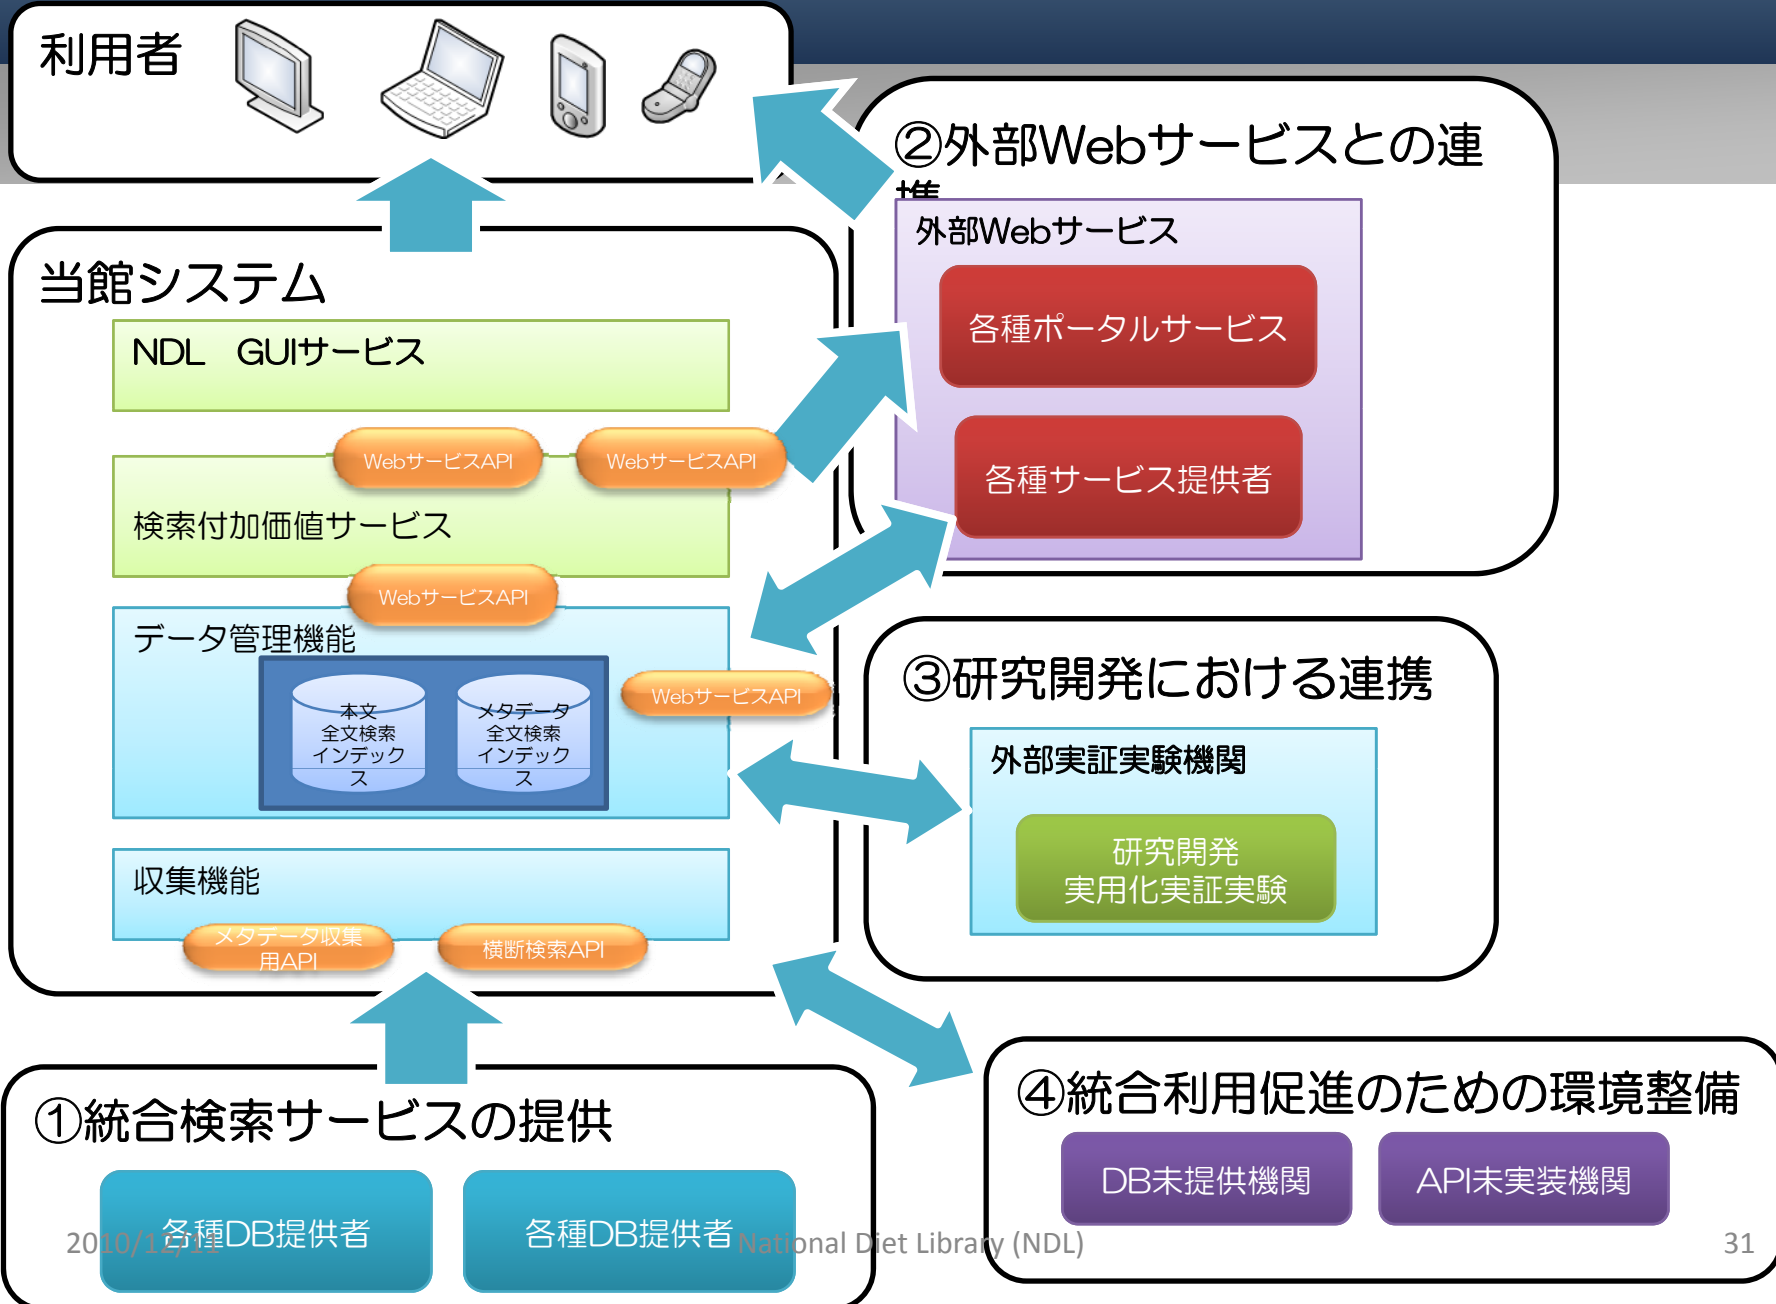 利用者
②外部Webサービスとの連
携
外部Webサービス
各種ポータルサービス
各種サービス提供者
当館システム
NDL　GUIサービス
WebサービスAPI
WebサービスAPI
検索付加価値サービス
WebサービスAPI
データ管理機能
本文
全文検索
インデック
ス
メタデータ
全文検索
インデック
ス
WebサービスAPI
収集機能
メタデータ収集
用API
横断検索API
③研究開発における連携
外部実証実験機関
研究開発
実用化実証実験
①統合検索サービスの提供
各種DB提供者
各種DB提供者
④統合利用促進のための環境整備
DB未提供機関
API未実装機関
2010/12/11
National Diet Library (NDL)
31